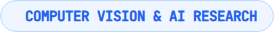 COMPUTER VISION & AI RESEARCH